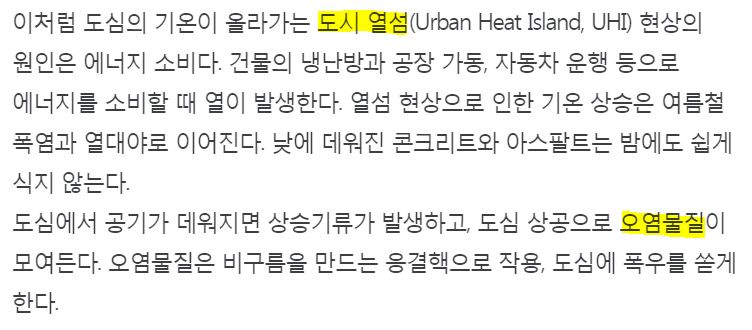 이처럼 도심의 기온이 올라가는 도시 열섬(Urban Heat Island, UHI) 현상의
원인은 에너지 소비다. 건물의 냉난방과 공장 가동, 자동차 운행 등으로
에너지를 소비할 때 열이 발생한다. 열섬 현상으로 인한 기온 상승은 여름철
폭염과 열대야로 이어진다. 낮에 데워진 콘크리트와 아스팔트는 밤에도 쉽게
식지 않는다.
도심에서 공기가 데워지면 상승기류가 발생하고, 도심 상공으로 오염물질이
모여든다. 오염물질은 비구름을 만드는 응결핵으로 작용, 도심에 폭우를 쏟게
한다.